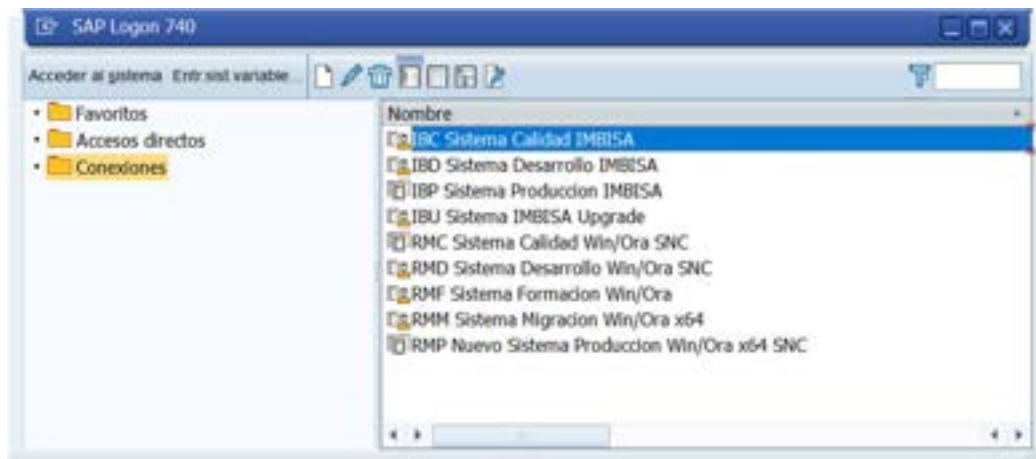 SAP Logon 740
Acceder al sistema Entr.sist variable...
Favoritos
Accesos directos
Conexiones
Nombre
IBC Sistema Calidad IMBISA
IBD Sistema Desarrollo IMBISA
IBP Sistema Produccion IMBISA
IBU Sistema IMBISA Upgrade
RMC Sistema Calidad Win/Ora SNC
RMD Sistema Desarrollo Win/Ora SNC
RMF Sistema Formacion Win/Ora
RMM Sistema Migracion Win/Ora x64
RMP Nuevo Sistema Produccion Win/Ora x64 SNC